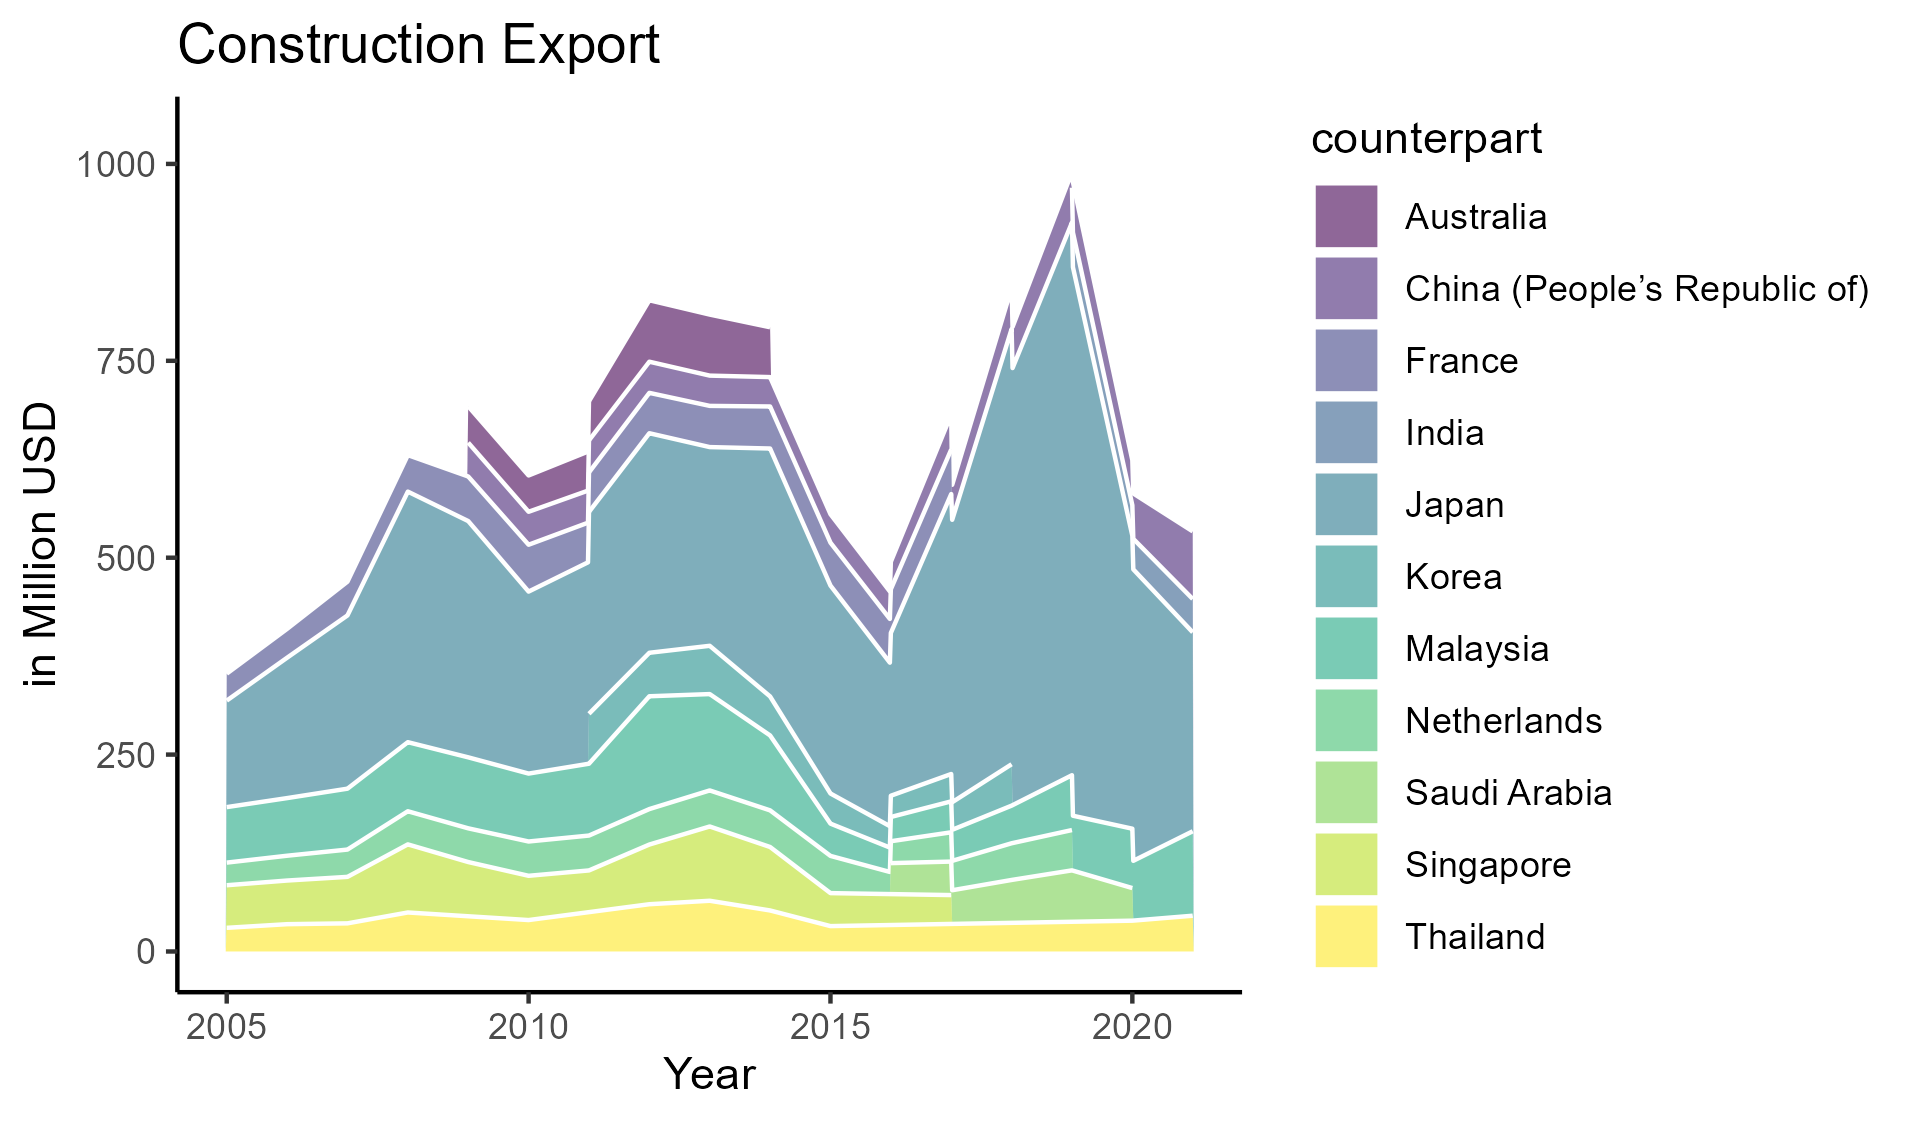 Construction Export
in Million USD
1000
750
500
250
0
2005
2010
2015
2020
Year
counterpart
Australia
China (People’s Republic of)
France
India
Japan
Korea
Malaysia
Netherlands
Saudi Arabia
Singapore
Thailand